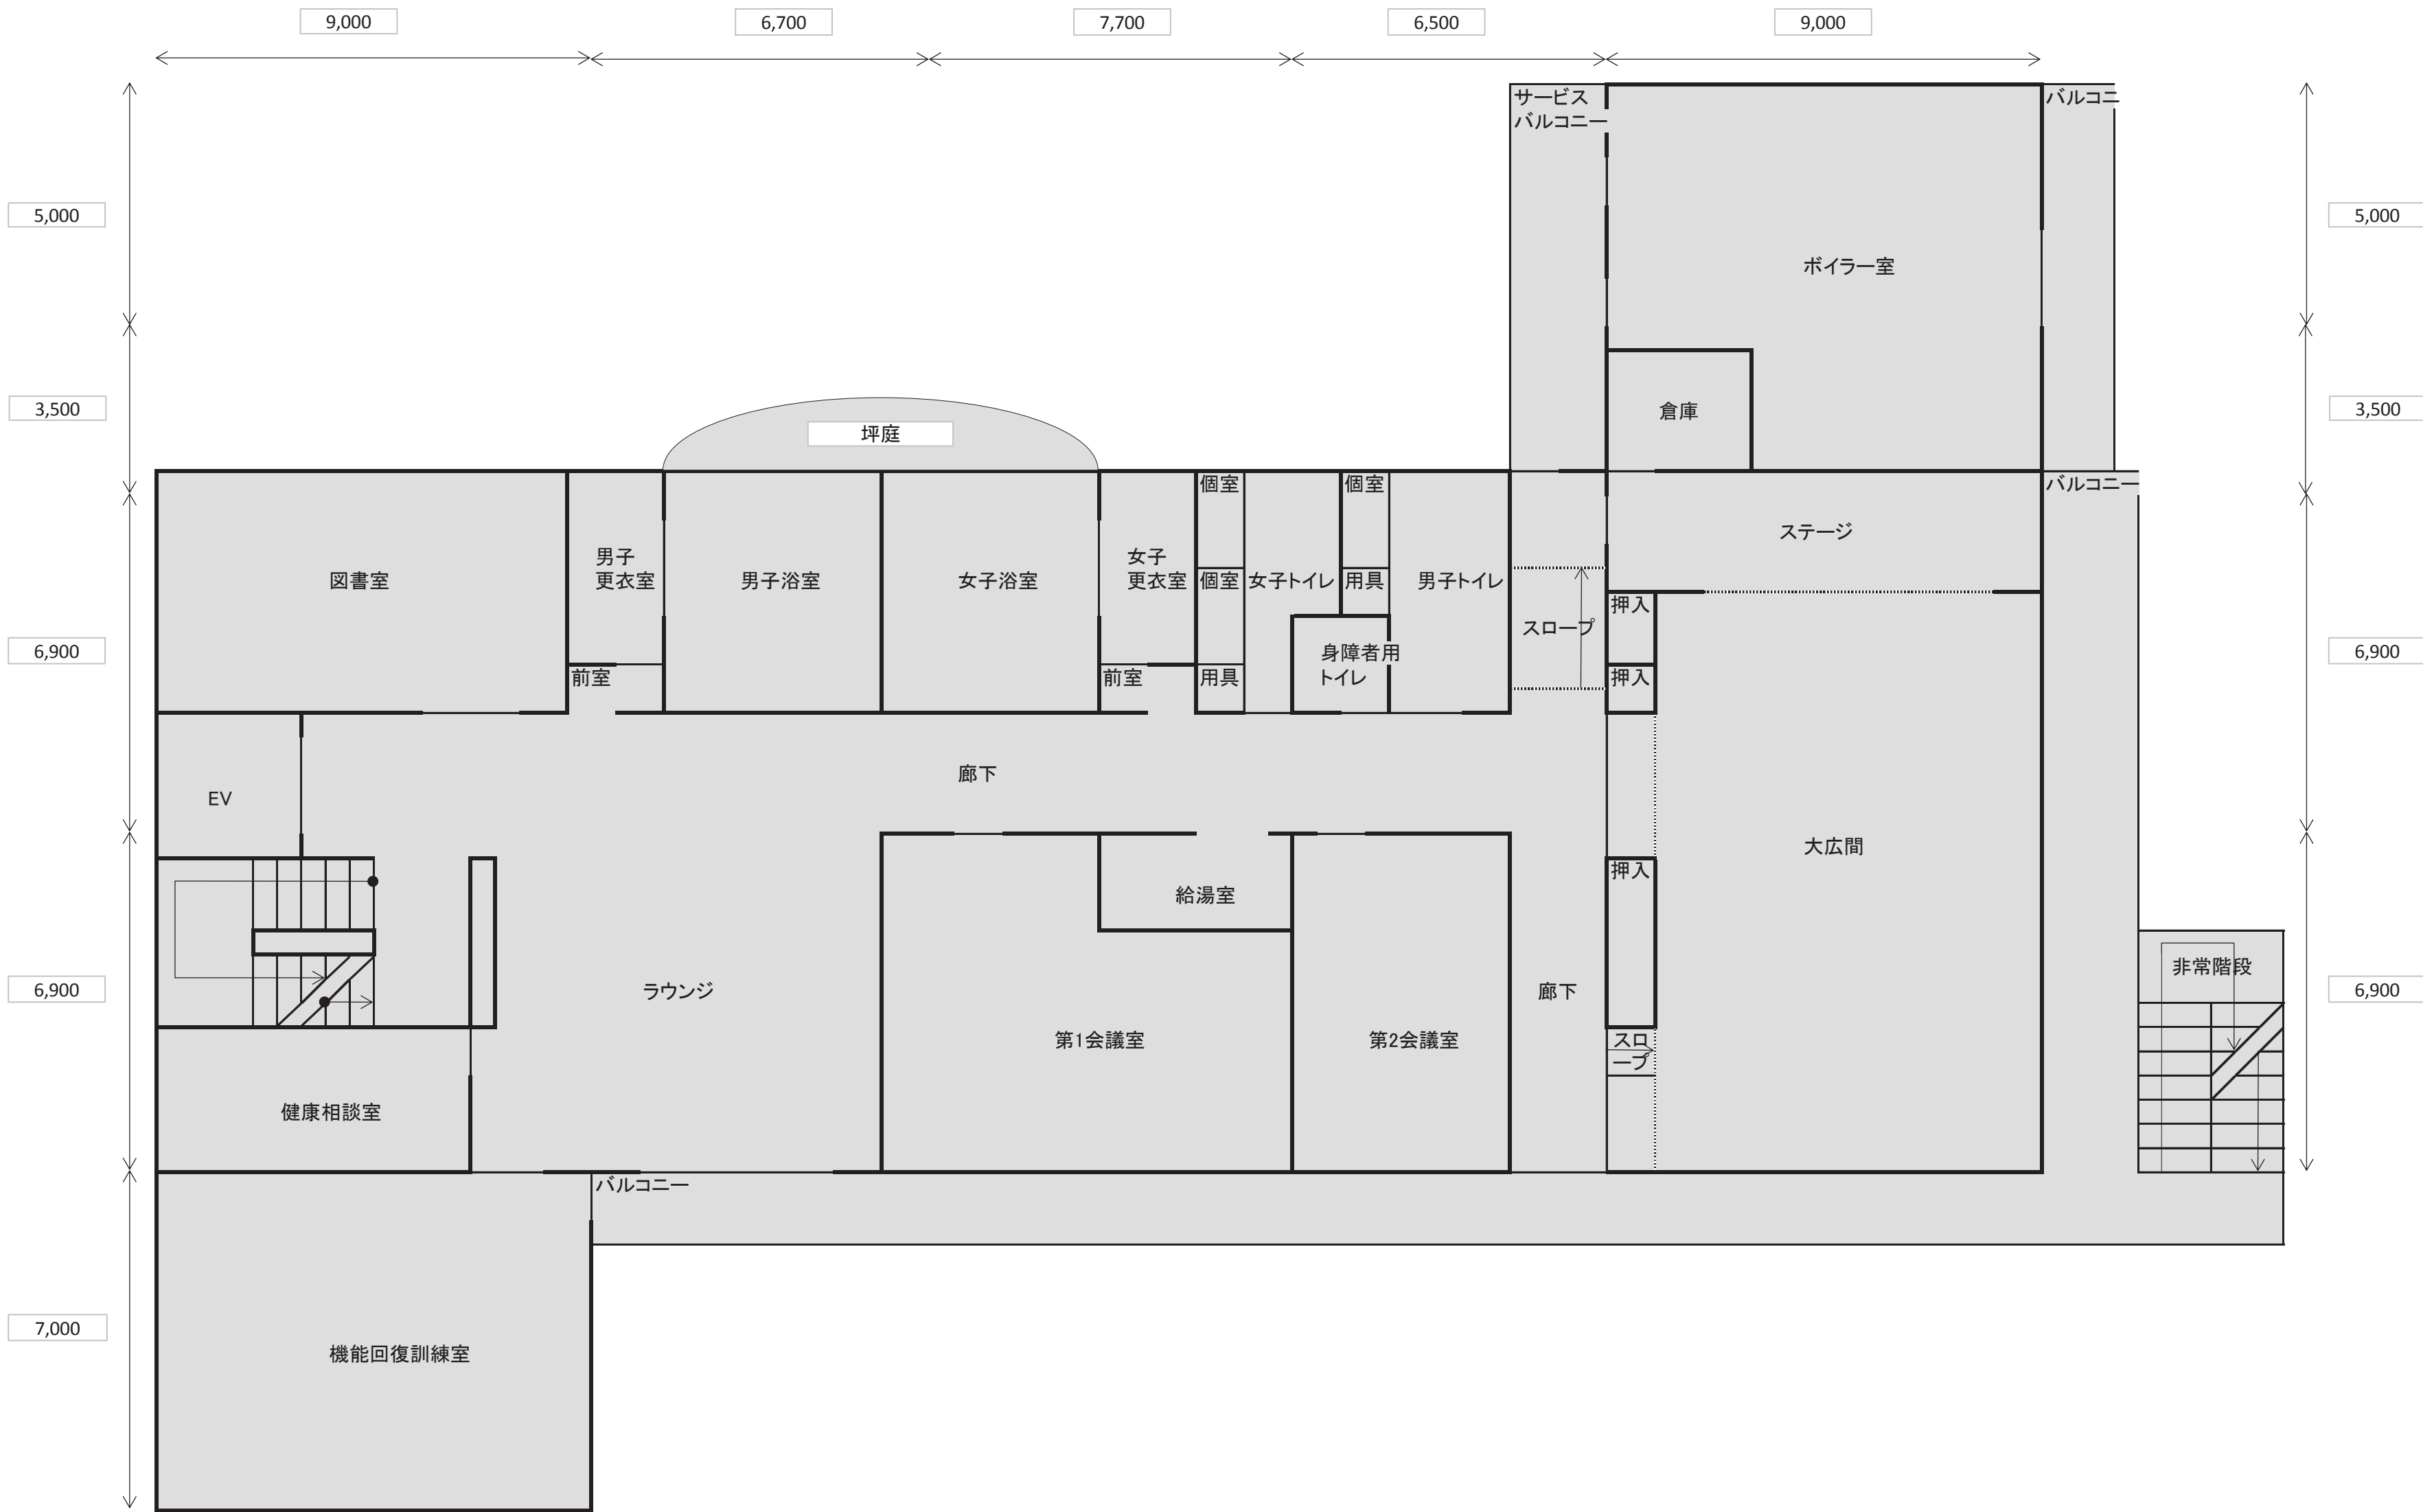 9,000
6,700
7,700
6,500
9,000
サービス
バルコニー
バルコニ
5,000
5,000
ボイラー室
3,500
3,500
倉庫
坪庭
個室
個室
バルコニー
ステージ
男子
更衣室
女子
更衣室
図書室
男子浴室
女子浴室
個室
女子トイレ
用具
男子トイレ
押入
スロープ
6,900
6,900
身障者用
トイレ
前室
前室
用具
押入
廊下
EV
大広間
押入
給湯室
非常階段
6,900
6,900
ラウンジ
廊下
第1会議室
第2会議室
スロ
ープ
健康相談室
バルコニー
7,000
機能回復訓練室